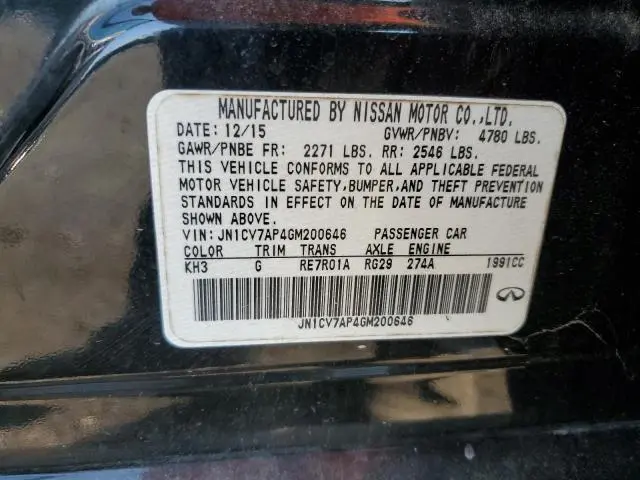 MANUFACTURED BY NISSAN MOTOR CO.,LTD.
DATE: 12/15 GVWR/PNBV: 4780 LBS.
GAWR/PNBE FR: 2271 LBS. RR: 2546 LBS.
THIS VEHICLE CONFORMS TO ALL APPLICABLE FEDERAL
MOTOR VEHICLE SAFETY,BUMPER,AND THEFT PREVENTION
STANDARDS IN EFFECT ON THE DATE OF MANUFACTURE
SHOWN ABOVE.
VIN: JN1CV7AP4GM200646 PASSENGER CAR
COLOR TRIM TRANS AXLE ENGINE
KH3 G RE7R01A RG29 274A 1991CC
JN1CV7AP4GM200646